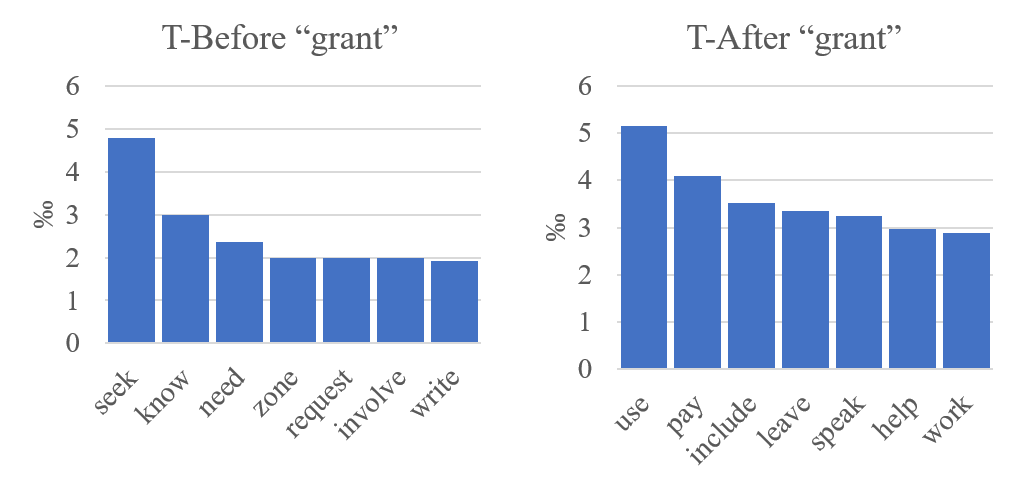 T-Before “grant”
6
5
4
3
2
1
0
‰
seek
know
need
zone
request
involve
write
T-After “grant”
6
5
4
3
2
1
0
‰
use
pay
include
leave
speak
help
work